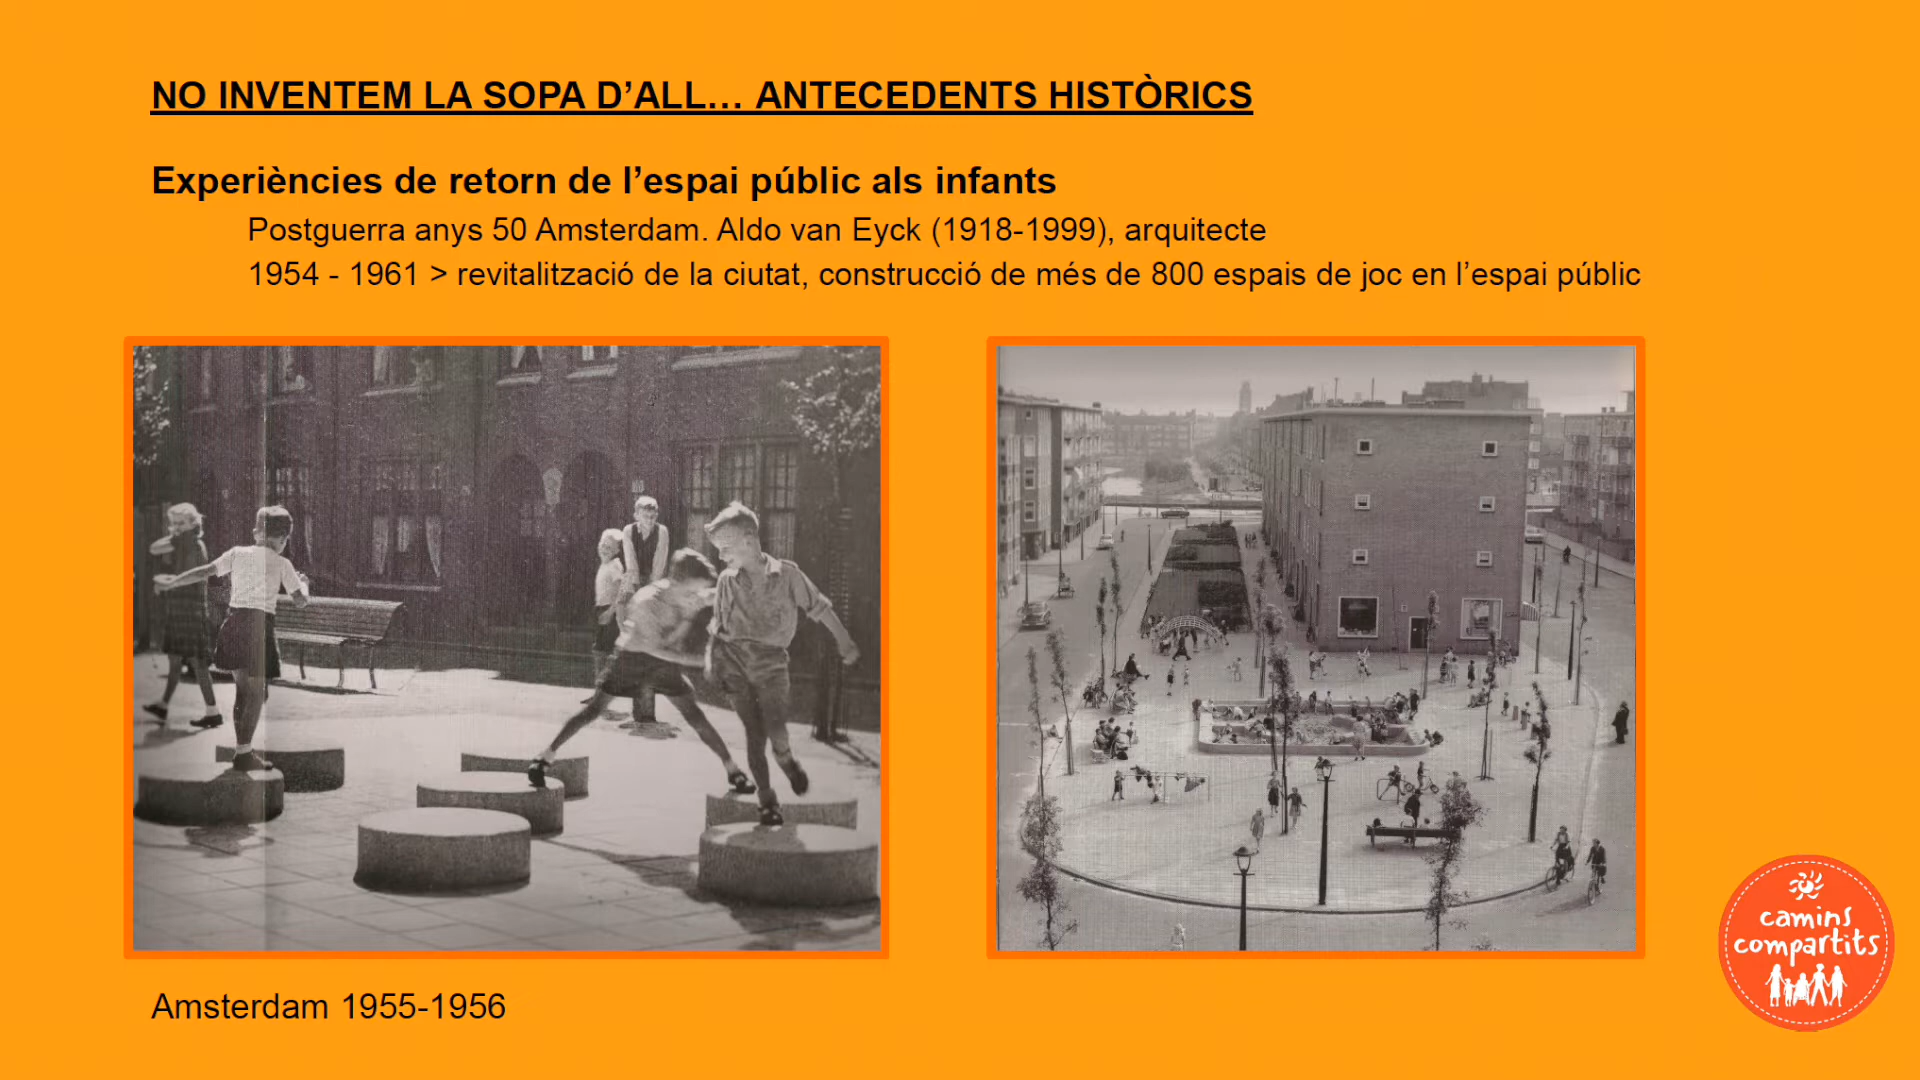 NO INVENTEM LA SOPA D’ALL… ANTECEDENTS HISTÒRICS
Experiències de retorn de l’espai públic als infants
Postguerra anys 50 Amsterdam. Aldo van Eyck (1918-1999), arquitecte
1954 - 1961 > revitalització de la ciutat, construcció de més de 800 espais de joc en l’espai públic
Amsterdam 1955-1956
camins
compartits